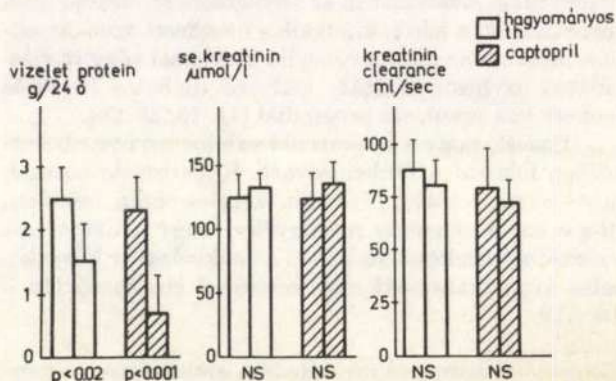 hagyományos
th
captopril
vizelet protein
g/24 ó
se.kreatinin
μmol/l
kreatinin
clearance
ml/sec
3
2
1
0
150
100
50
0
100
75
50
0
p<0.02 p<0.001
NS NS
NS NS